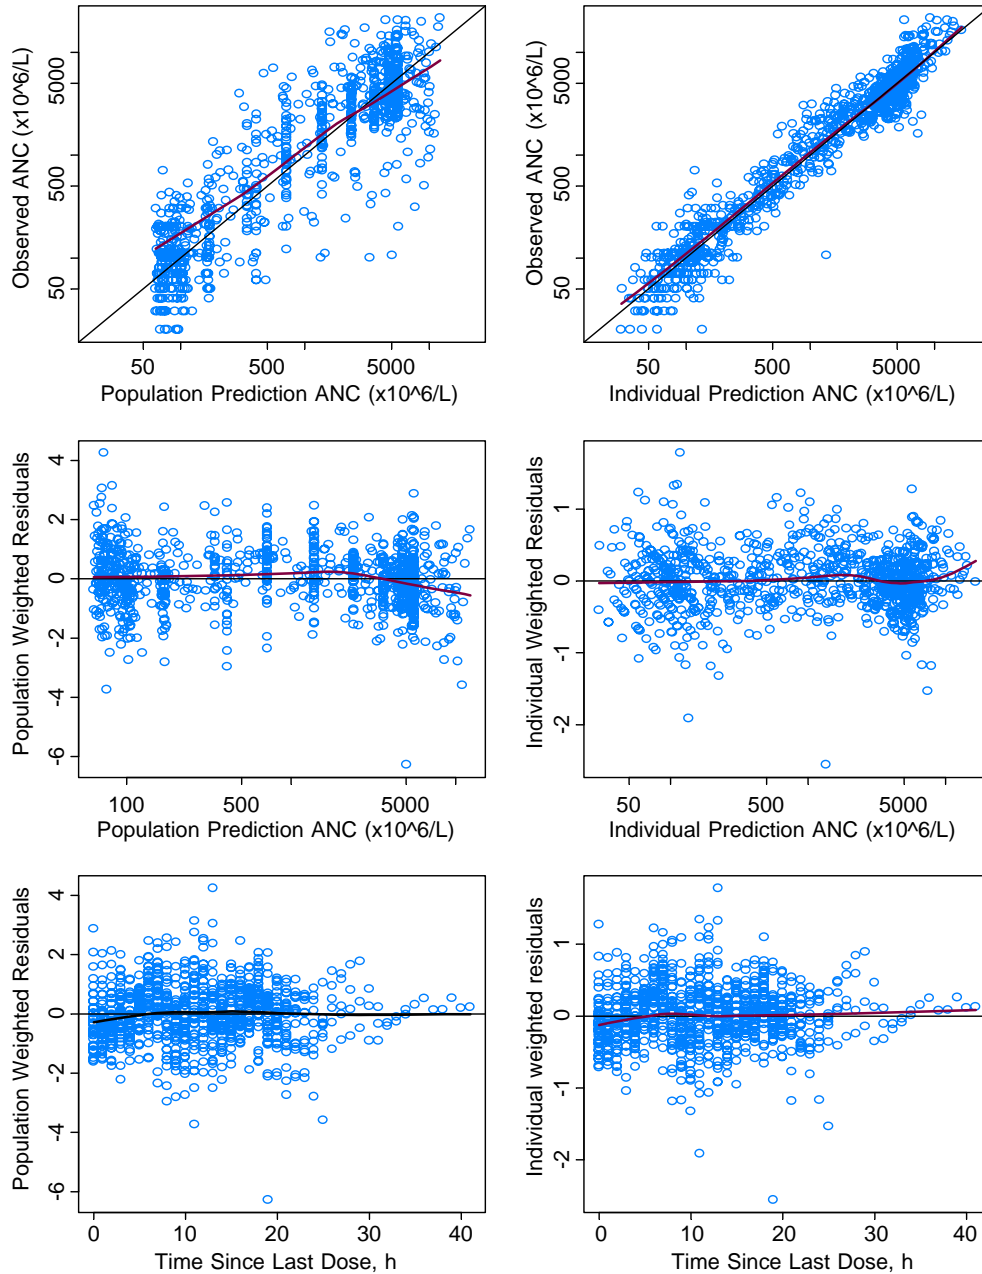 Observed ANC (x10^6/L)
5000
500
50
50 500 5000
Population Prediction ANC (x10^6/L)
Observed ANC (x10^6/L)
5000
500
50
50 500 5000
Individual Prediction ANC (x10^6/L)
Population Weighted Residuals
4
2
0
-2
-4
-6
100 500 5000
Population Prediction ANC (x10^6/L)
Individual Weighted Residuals
1
0
-1
-2
50 500 5000
Individual Prediction ANC (x10^6/L)
Population Weighted Residuals
4
2
0
-2
-4
-6
0 10 20 30 40
Time Since Last Dose, h
Individual weighted residuals
1
0
-1
-2
0 10 20 30 40
Time Since Last Dose, h